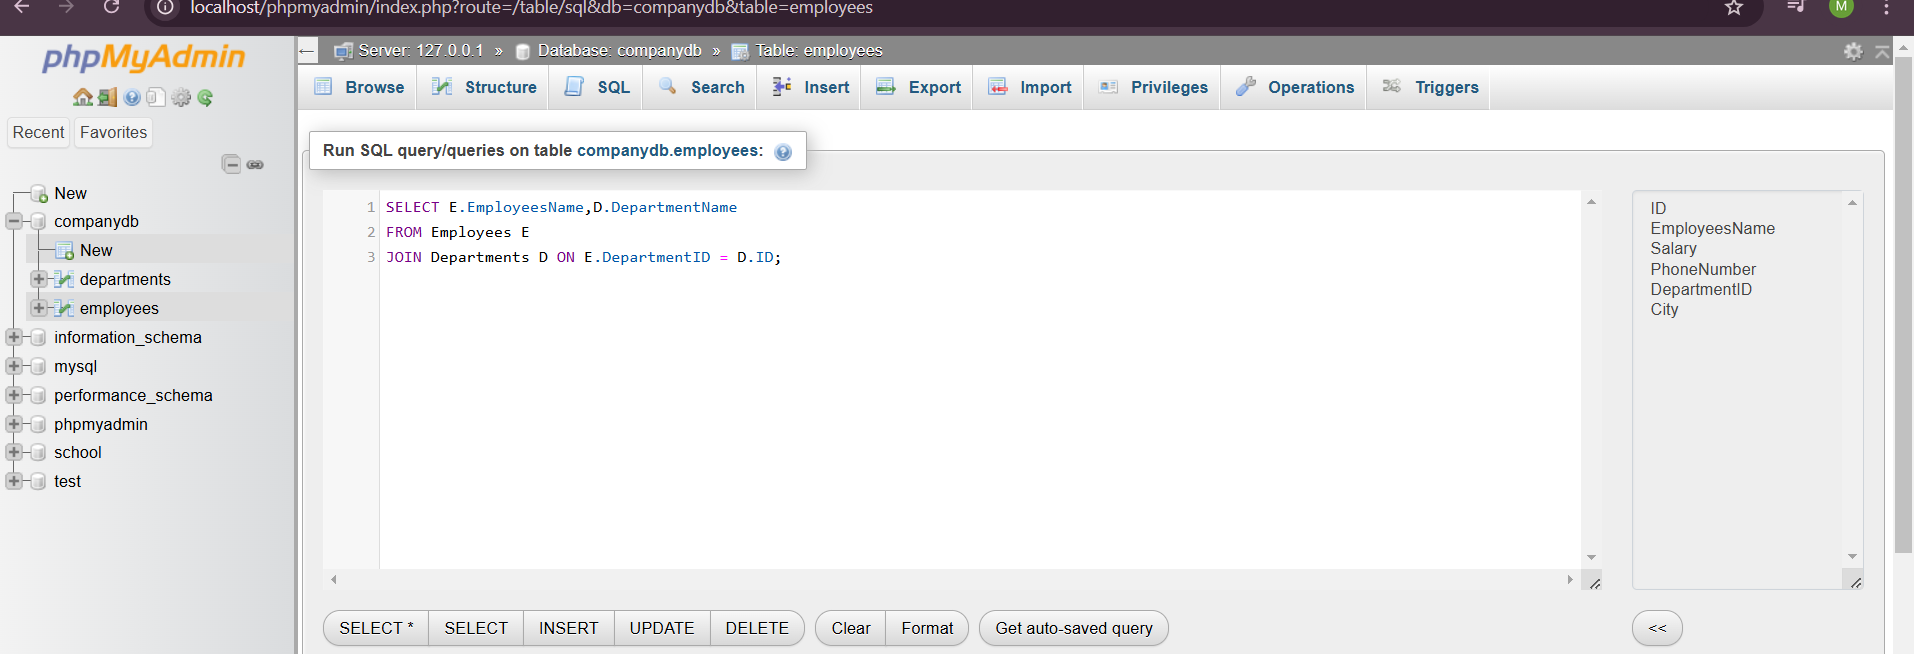 localhost/phpmyadmin/index.php?route=/table/sql&db=companydb&table=employees
M
phpMyAdmin
Recent
Favorites
New
companydb
New
departments
employees
information_schema
mysql
performance_schema
phpmyadmin
school
test
Server: 127.0.0.1 » Database: companydb » Table: employees
Browse Structure SQL Search Insert Export Import Privileges Operations Triggers
Run SQL query/queries on table companydb.employees:
1 SELECT E.EmployeesName,D.DepartmentName
2 FROM Employees E
3 JOIN Departments D ON E.DepartmentID = D.ID;
ID
EmployeesName
Salary
PhoneNumber
DepartmentID
City
SELECT * SELECT INSERT UPDATE DELETE Clear Format Get auto-saved query <<